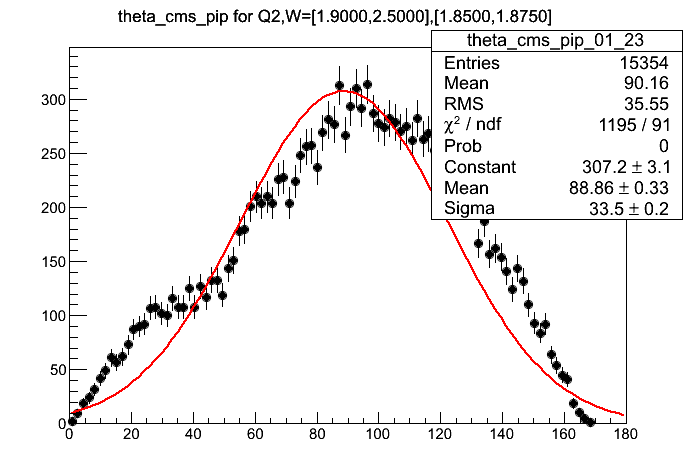 theta_cms_pip for Q2,W=[1.9000,2.5000],[1.8500,1.8750]
theta_cms_pip_01_23
Entries 15354
Mean 90.16
RMS 35.55
χ² / ndf 1195 / 91
Prob 0
Constant 307.2 ± 3.1
Mean 88.86 ± 0.33
Sigma 33.5 ± 0.2
300
250
200
150
100
50
0
0 20 40 60 80 100 120 140 160 180